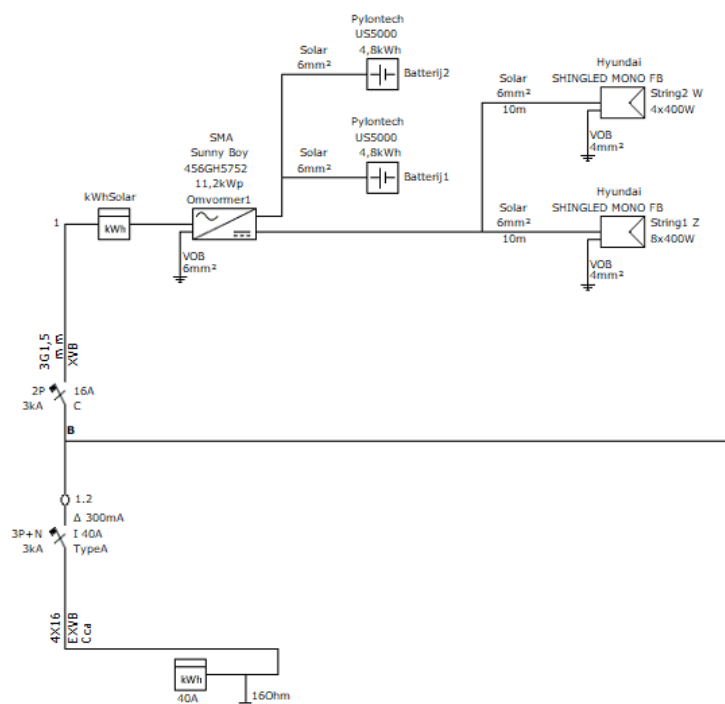 Pylontech
US5000
4,8kWh
Solar
6mm²
Batterij2
Hyundai
SHINGLED MONO FB
Solar
6mm²
10m
String2 W
4x400W
VOB
4mm²
Pylontech
US5000
4,8kWh
Solar
6mm²
Batterij1
SMA
Sunny Boy
456GH5752
11,2kWp
Omvormer1
kWhSolar
1
kWh
VOB
6mm²
Hyundai
SHINGLED MONO FB
Solar
6mm²
10m
String1 Z
8x400W
VOB
4mm²
3G1,5
mm
XVB
2P
3kA
16A
C
B
1.2
Δ 300mA
3P+N
3kA
I 40A
TypeA
4X16
EXVB
Cca
kWh
40A
16Ohm